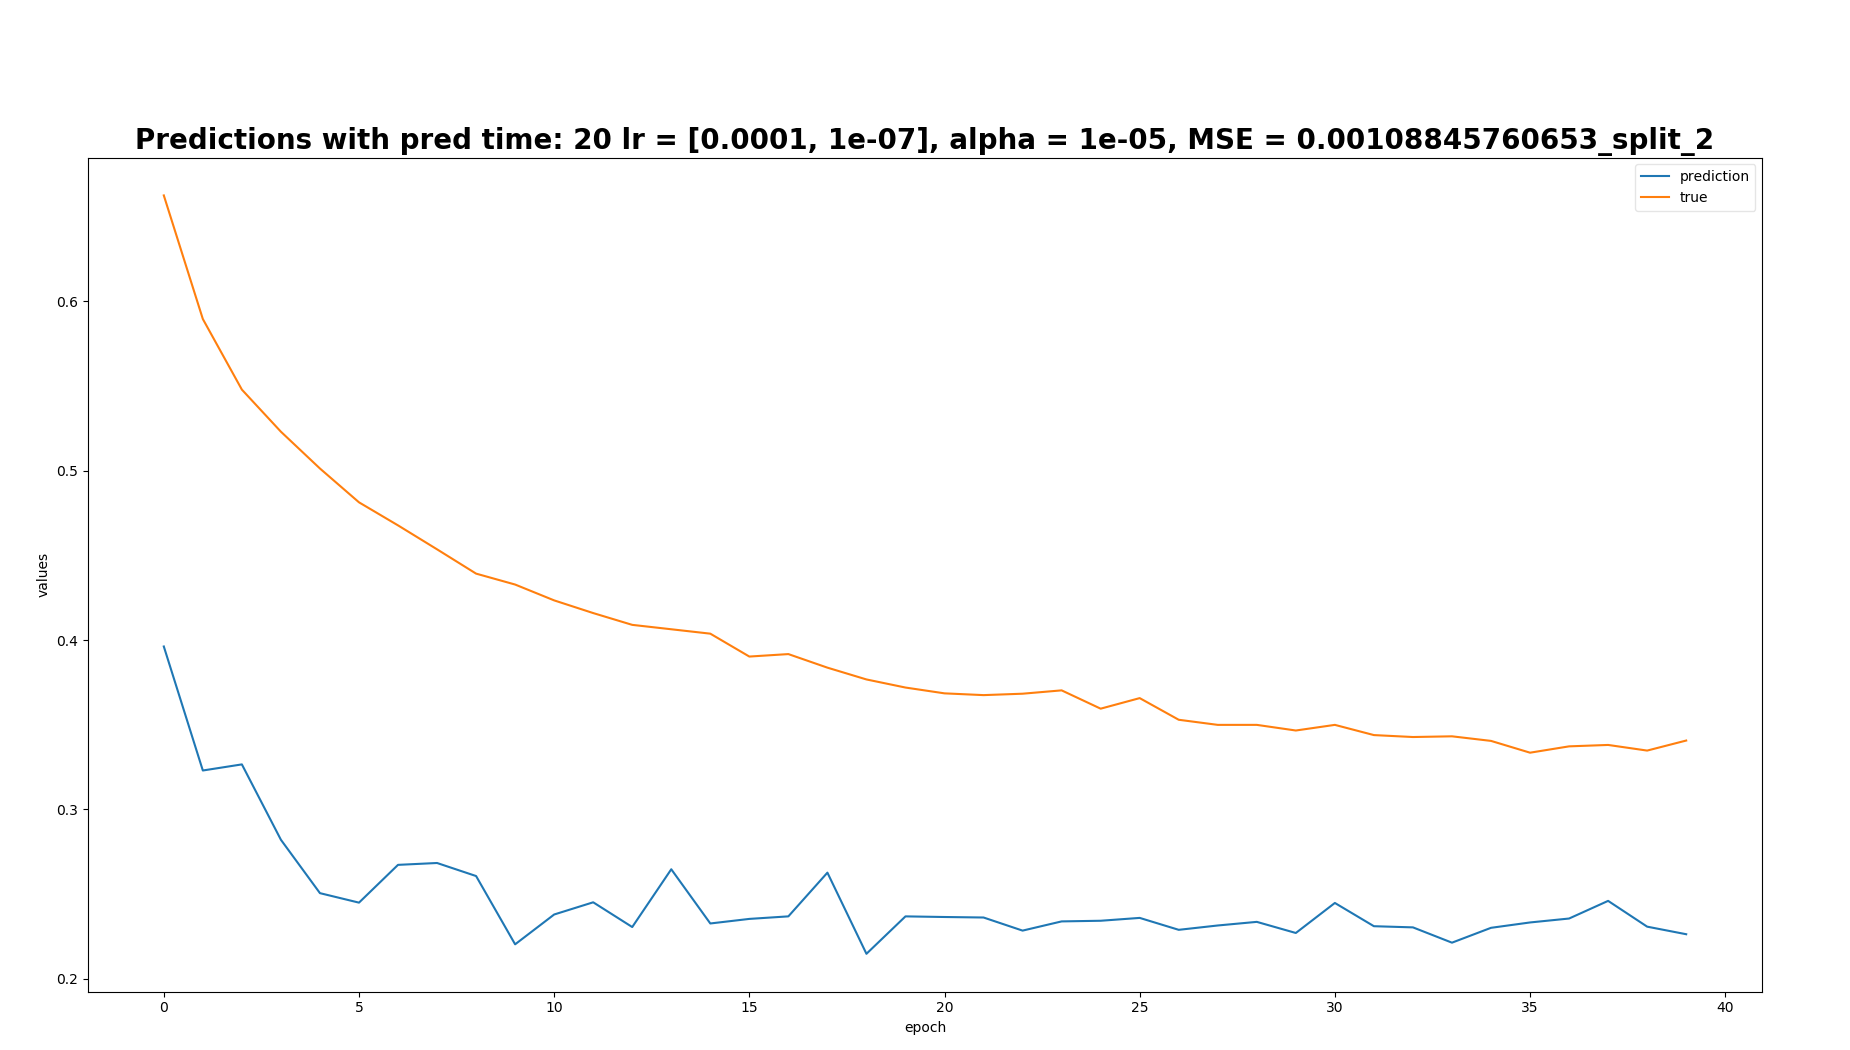 Predictions with pred time: 20 lr = [0.0001, 1e-07], alpha = 1e-05, MSE = 0.00108845760653_split_2
prediction
true
0.6
0.5
0.4
0.3
0.2
values
0 5 10 15 20 25 30 35 40
epoch